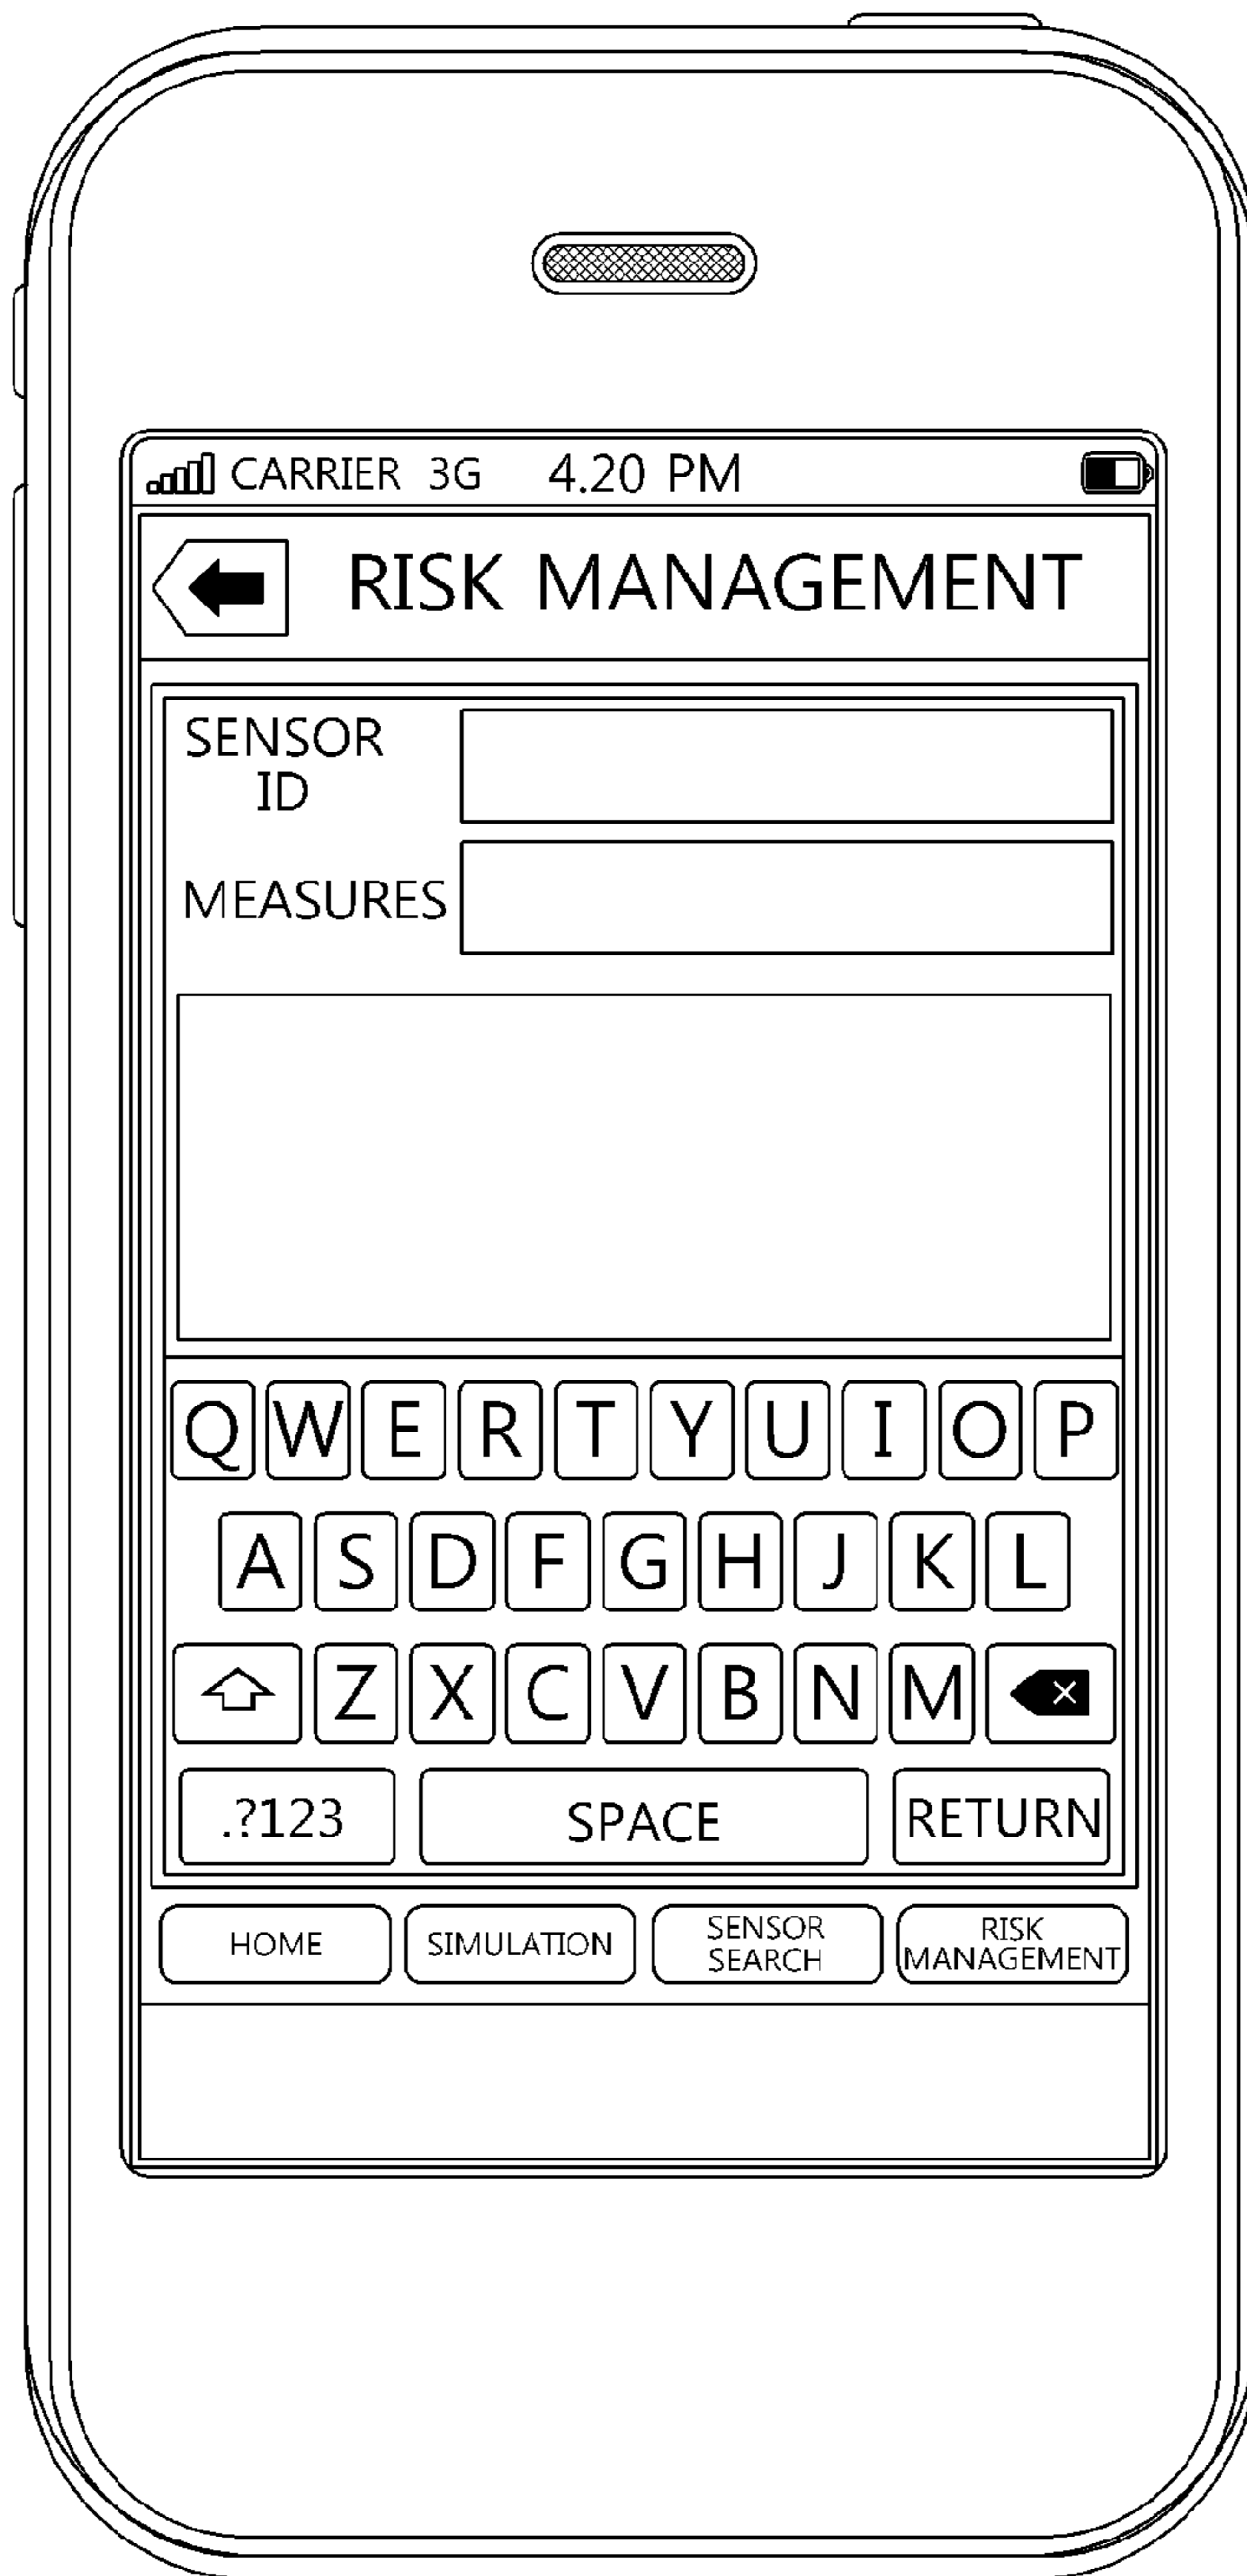 CARRIER 3G 4.20 PM
RISK MANAGEMENT
SENSOR
ID
MEASURES
Q W E R T Y U I O P
A S D F G H J K L
Z X C V B N M
.?123 SPACE RETURN
HOME
SIMULATION
SENSOR
SEARCH
RISK
MANAGEMENT